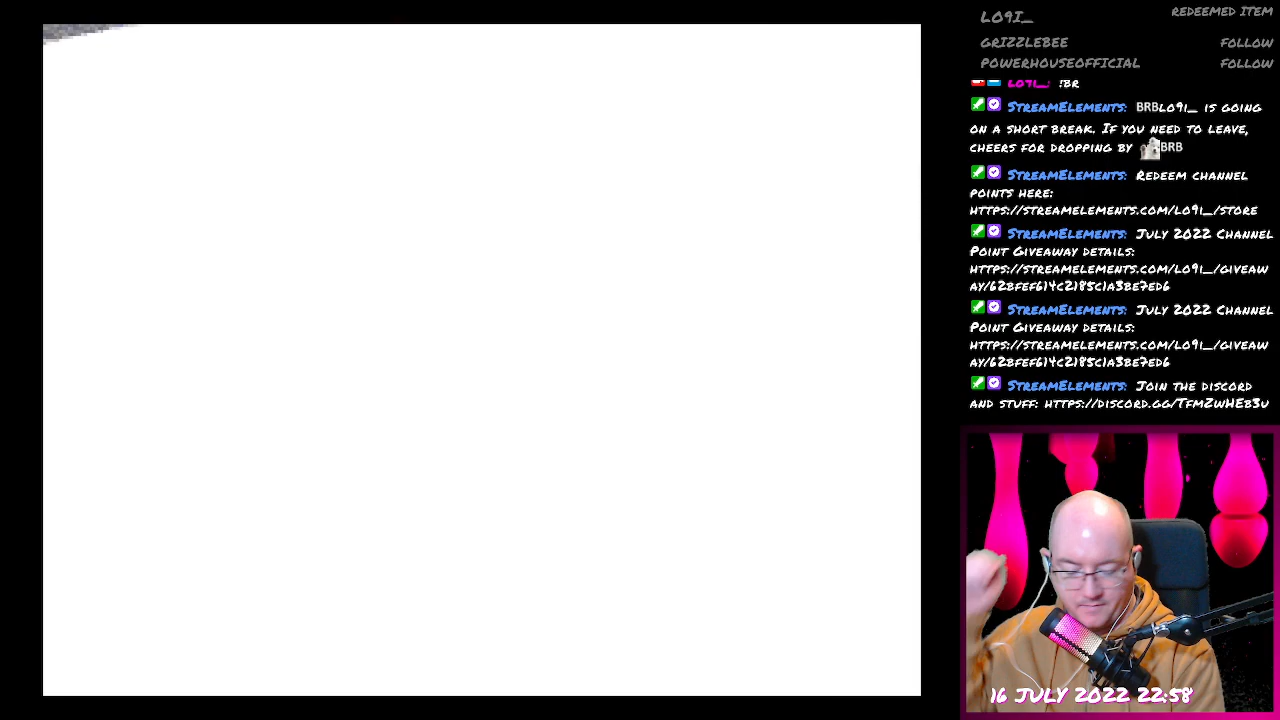 LO9I_
REDEEMED ITEM
GRIZZLEBEE
FOLLOW
POWERHOUSEOFFICIAL
FOLLOW
LO9I_: !BR
StreamElements: BRBLO9I_ IS GOING
ON A SHORT BREAK. IF YOU NEED TO LEAVE,
CHEERS FOR DROPPING BY BRB
StreamElements: REDEEM CHANNEL
POINTS HERE:
HTTPS://STREAMELEMENTS.COM/LO9I_/STORE
StreamElements: JULY 2022 CHANNEL
POINT GIVEAWAY DETAILS:
HTTPS://STREAMELEMENTS.COM/LO9I_/GIVEAW
AY/62BFEF614C2185C1A3BE7ED6
StreamElements: JULY 2022 CHANNEL
POINT GIVEAWAY DETAILS:
HTTPS://STREAMELEMENTS.COM/LO9I_/GIVEAW
AY/62BFEF614C2185C1A3BE7ED6
StreamElements: JOIN THE DISCORD
AND STUFF: HTTPS://DISCORD.GG/TFMZWHEB3U
16 JULY 2022 22:58